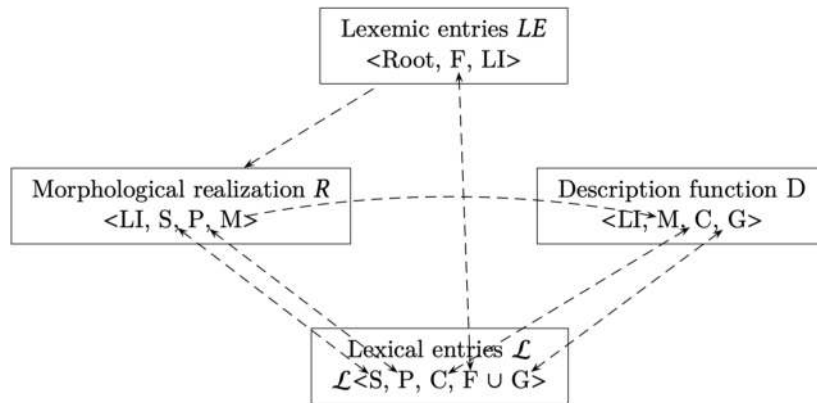 Lexemic entries LE
<Root, F, LI>
Morphological realization R
<LI, S, P, M>
Description function D
<LI, M, C, G>
Lexical entries ℒ
ℒ<S, P, C, F ∪ G>